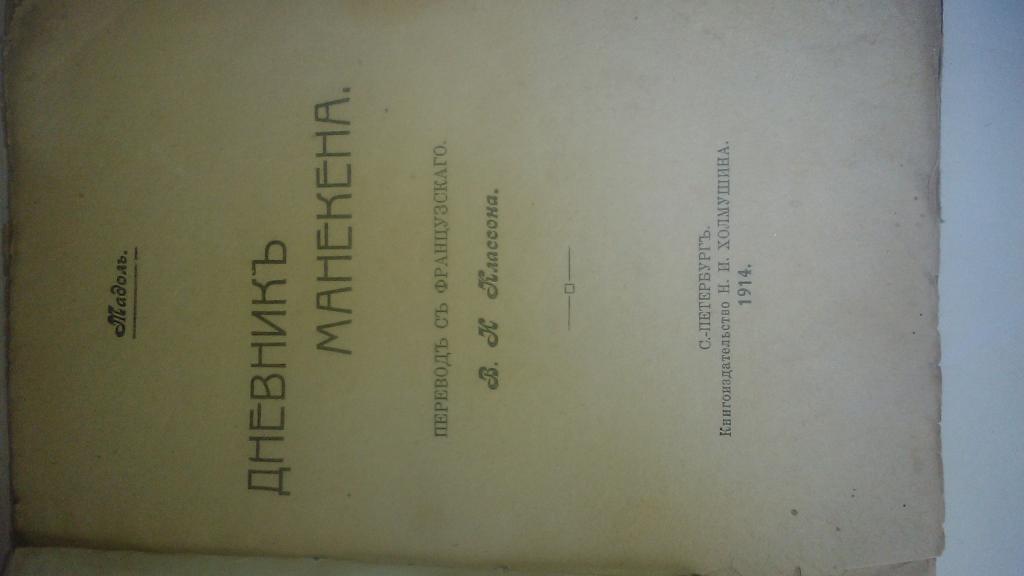 Мадоль.
ДНЕВНИКЪ
МАНЕКЕНА.
ПЕРЕВОДЪ СЪ ФРАНЦУЗСКАГО.
В. К Классона.
С.-ПЕТЕРБУРГЪ.
Книгоиздательство Н. И. ХОЛМУШИНА.
1914.